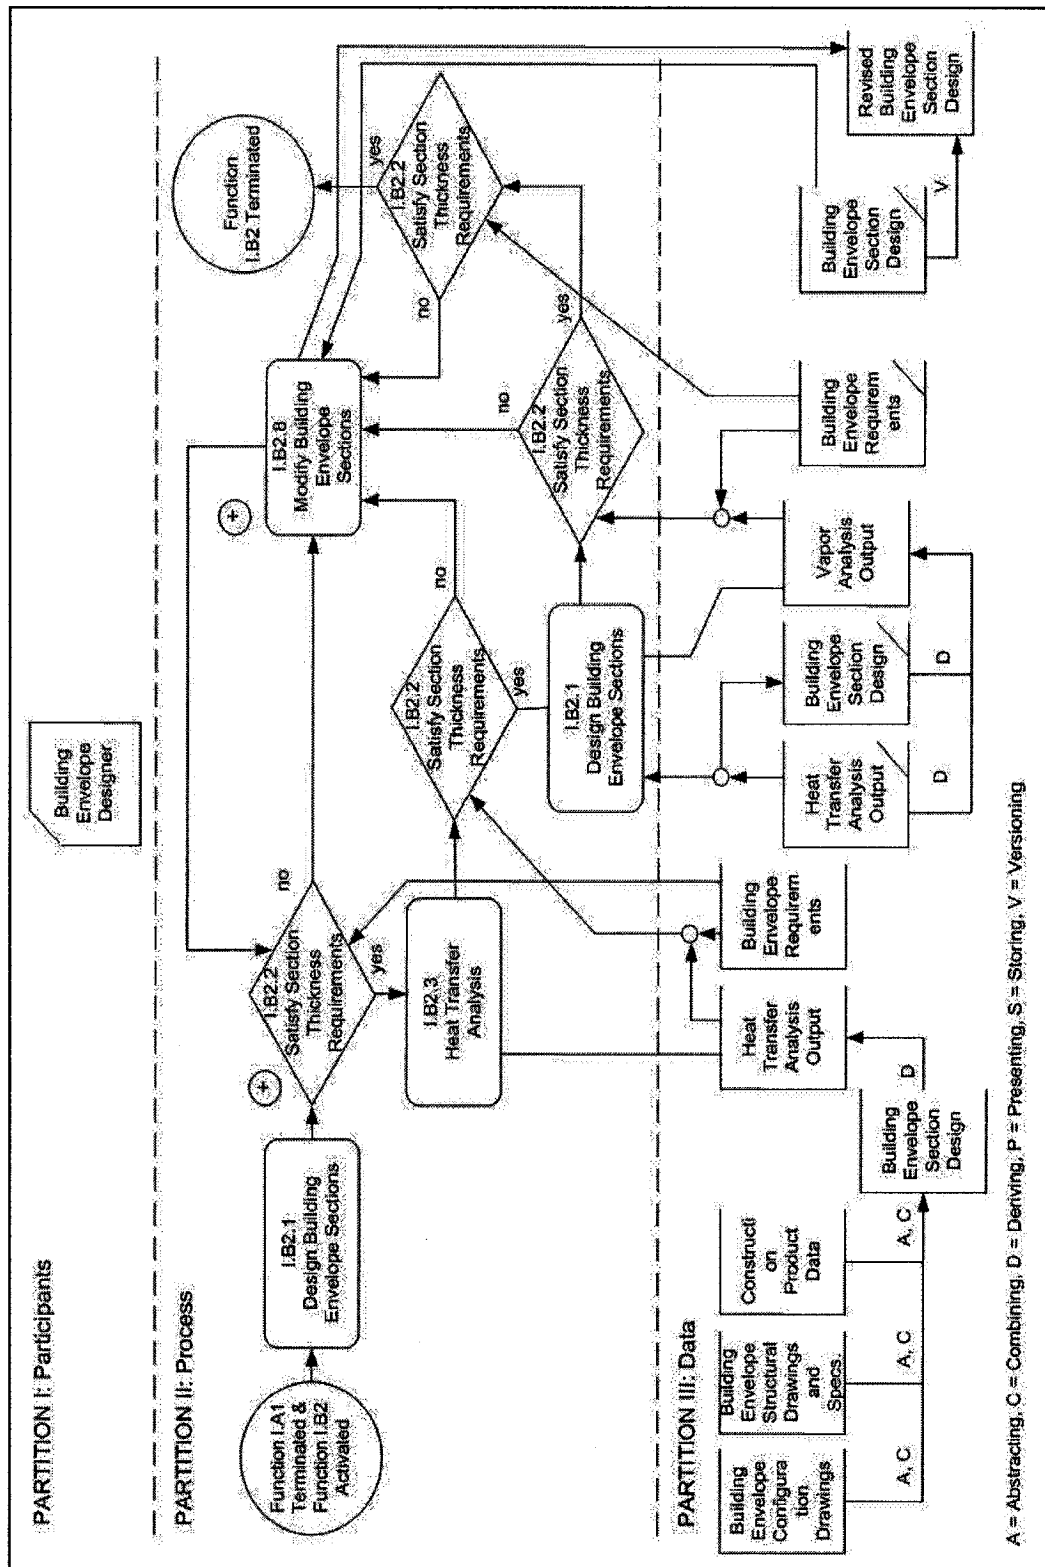 PARTITION I: Participants
Building
Envelope
Designer
PARTITION II: Process
Function I.A1
Terminated &
Function I.B2
Activated
I.B2.1
Design Building
Envelope Sections
+
I.B2.2
Satisfy Section
Thickness
Requirements
no
yes
I.B2.3
Heat Transfer
Analysis
I.B2.2
Satisfy Section
Thickness
Requirements
no
yes
I.B2.1
Design Building
Envelope Sections
+
I.B2.8
Modify Building
Envelope
Sections
I.B2.2
Satisfy Section
Thickness
Requirements
no
yes
I.B2.2
Satisfy Section
Thickness
Requirements
no
yes
Function
I.B2 Terminated
PARTITION III: Data
Building
Envelope
Configura
tion
Drawings
A, C
Building
Envelope
Structural
Drawings
and
Specs.
A, C
Constructi
on
Product
Data
A, C
Building
Envelope
Section
Design
D
Heat
Transfer
Analysis
Output
Building
Envelope
Requirem
ents
Heat
Transfer
Analysis
Output
D
Building
Envelope
Section
Design
D
Vapor
Analysis
Output
Building
Envelope
Requirem
ents
Building
Envelope
Section
Design
V
Revised
Building
Envelope
Section
Design
A = Abstracting, C = Combining, D = Deriving, P = Presenting, S = Storing, V = Versioning